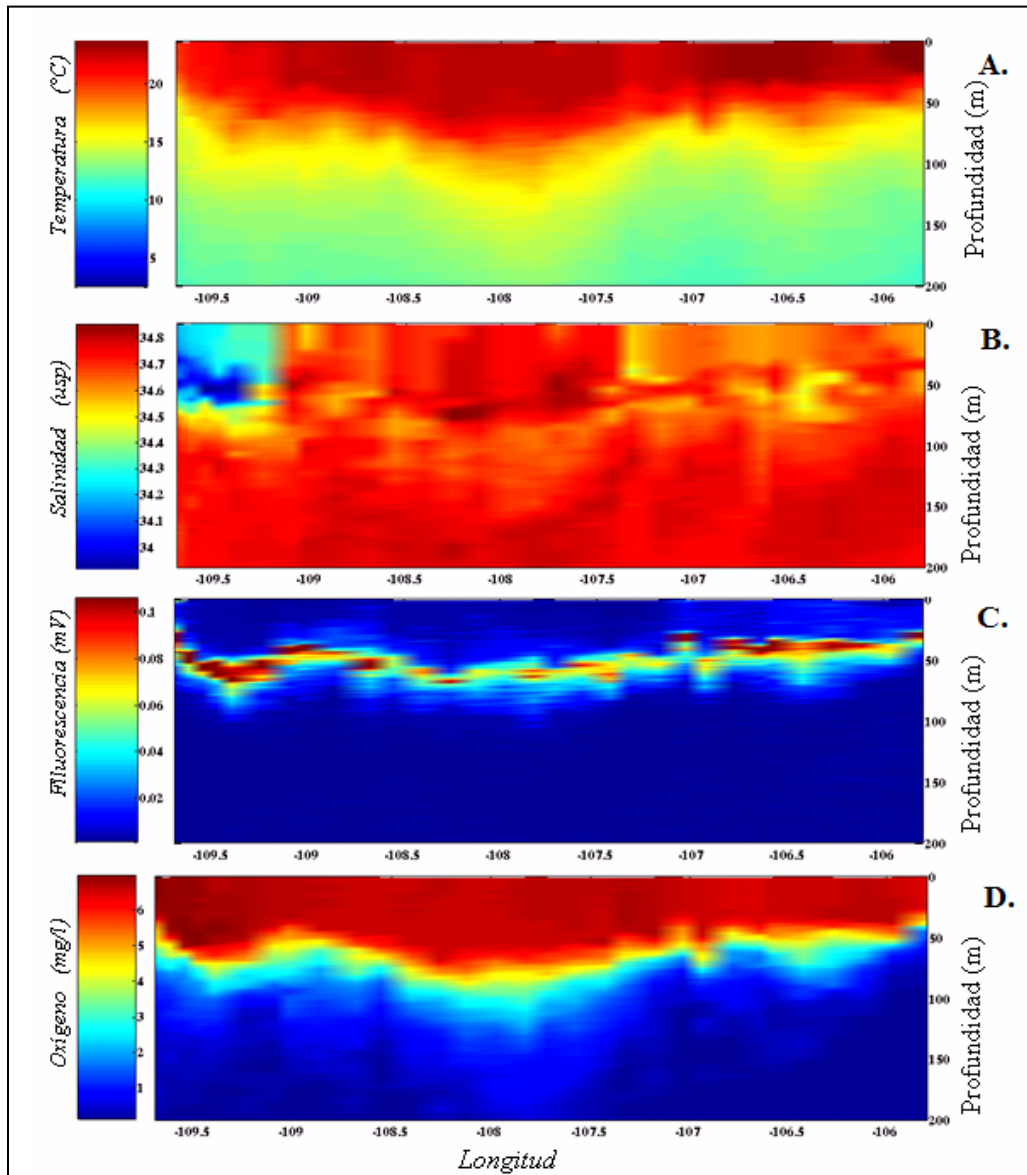 A.
Temperatura (°C)
20
15
10
5
0
50
100
150
200
Profundidad (m)
-109.5 -109 -108.5 -108 -107.5 -107 -106.5 -106
B.
Salinidad (usp)
34.8
34.7
34.6
34.5
34.4
34.3
34.2
34.1
34
0
50
100
150
200
Profundidad (m)
-109.5 -109 -108.5 -108 -107.5 -107 -106.5 -106
C.
Filuorescencia (mV)
0.1
0.08
0.06
0.04
0.02
0
50
100
150
200
Profundidad (m)
-109.5 -109 -108.5 -108 -107.5 -107 -106.5 -106
D.
Oxígeno (mg/l)
6
5
4
3
2
1
0
50
100
150
200
Profundidad (m)
-109.5 -109 -108.5 -108 -107.5 -107 -106.5 -106
Longitud